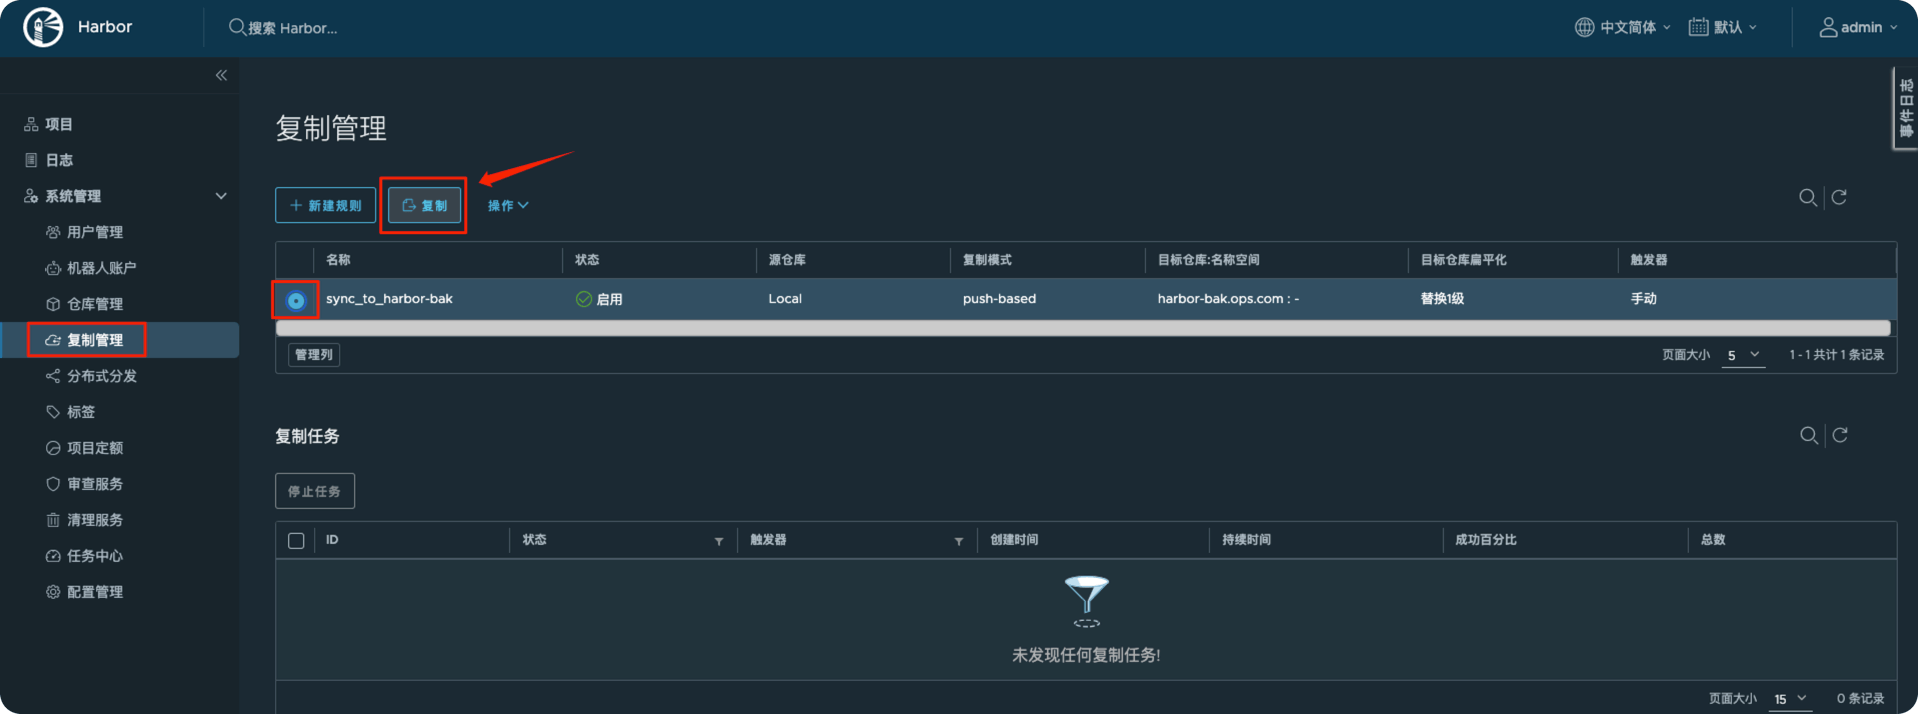 Harbor
搜索 Harbor...
中文简体
默认
admin
事件日志
项目
日志
系统管理
用户管理
机器人账户
仓库管理
复制管理
分布式分发
标签
项目定额
审查服务
清理服务
任务中心
配置管理
复制管理
新建规则 复制 操作
名称 状态 源仓库 复制模式 目标仓库:名称空间 目标仓库扁平化 触发器
sync_to_harbor-bak 启用 Local push-based harbor-bak.ops.com : - 替换1级 手动
管理列 页面大小 5 1 - 1 共计 1 条记录
复制任务
停止任务
ID 状态 触发器 创建时间 持续时间 成功百分比 总数
未发现任何复制任务!
页面大小 15 0 条记录